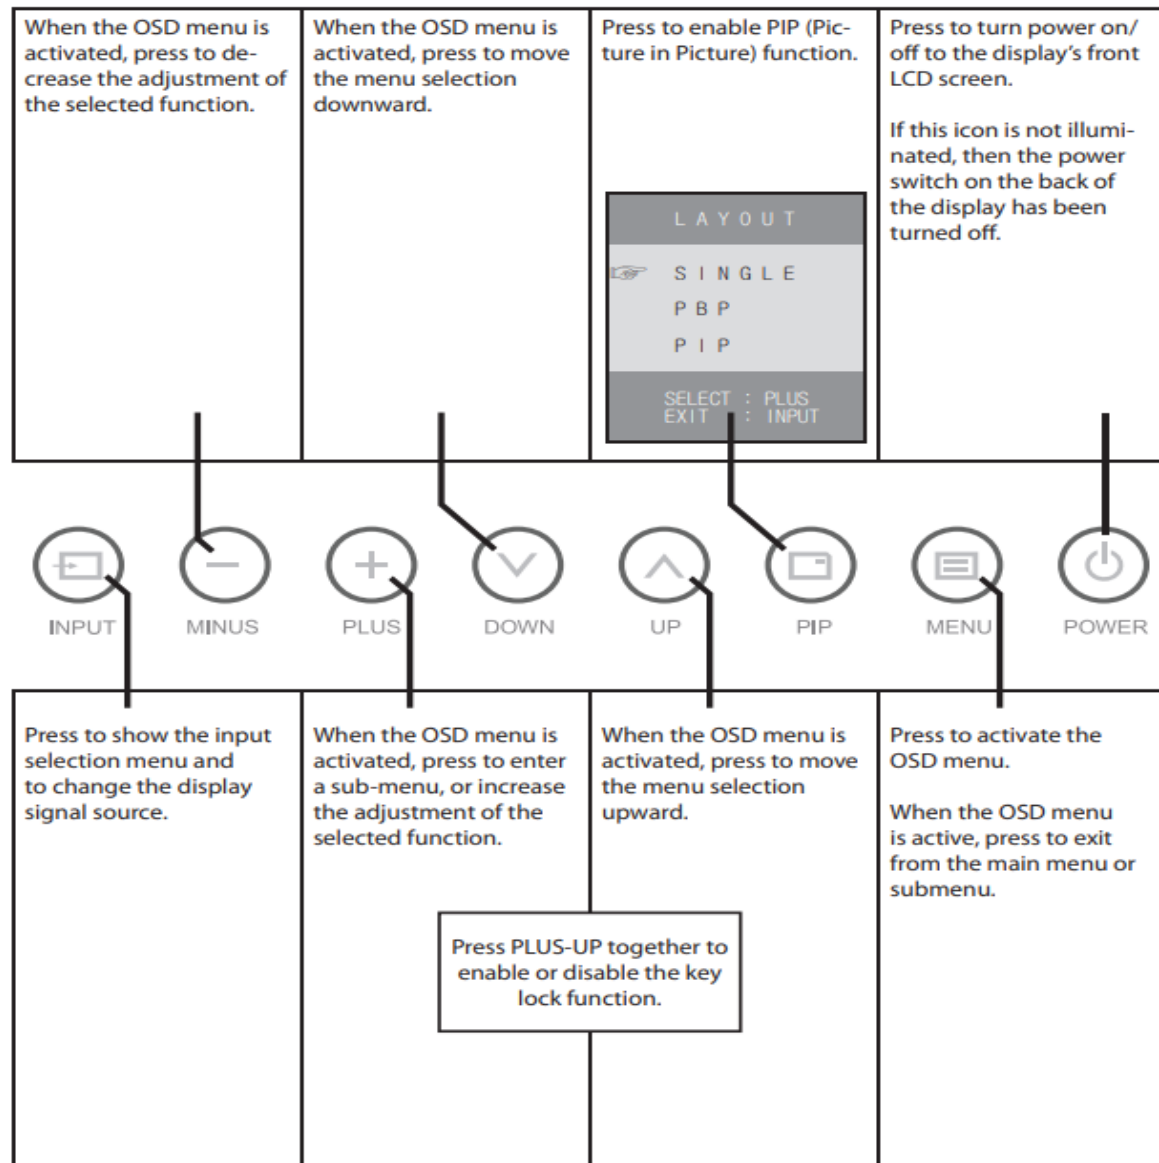 When the OSD menu is
activated, press to de-
crease the adjustment of
the selected function.
When the OSD menu is
activated, press to move
the menu selection
downward.
Press to enable PIP (Pic-
ture in Picture) function.
LAYOUT
SINGLE
PBP
PIP
SELECT : PLUS
EXIT : INPUT
Press to turn power on/
off to the display's front
LCD screen.
If this icon is not illumi-
nated, then the power
switch on the back of
the display has been
turned off.
INPUT
MINUS
PLUS
DOWN
UP
PIP
MENU
POWER
Press to show the input
selection menu and
to change the display
signal source.
When the OSD menu is
activated, press to enter
a sub-menu, or increase
the adjustment of the
selected function.
When the OSD menu is
activated, press to move
the menu selection
upward.
Press to activate the
OSD menu.
When the OSD menu
is active, press to exit
from the main menu or
submenu.
Press PLUS-UP together to
enable or disable the key
lock function.